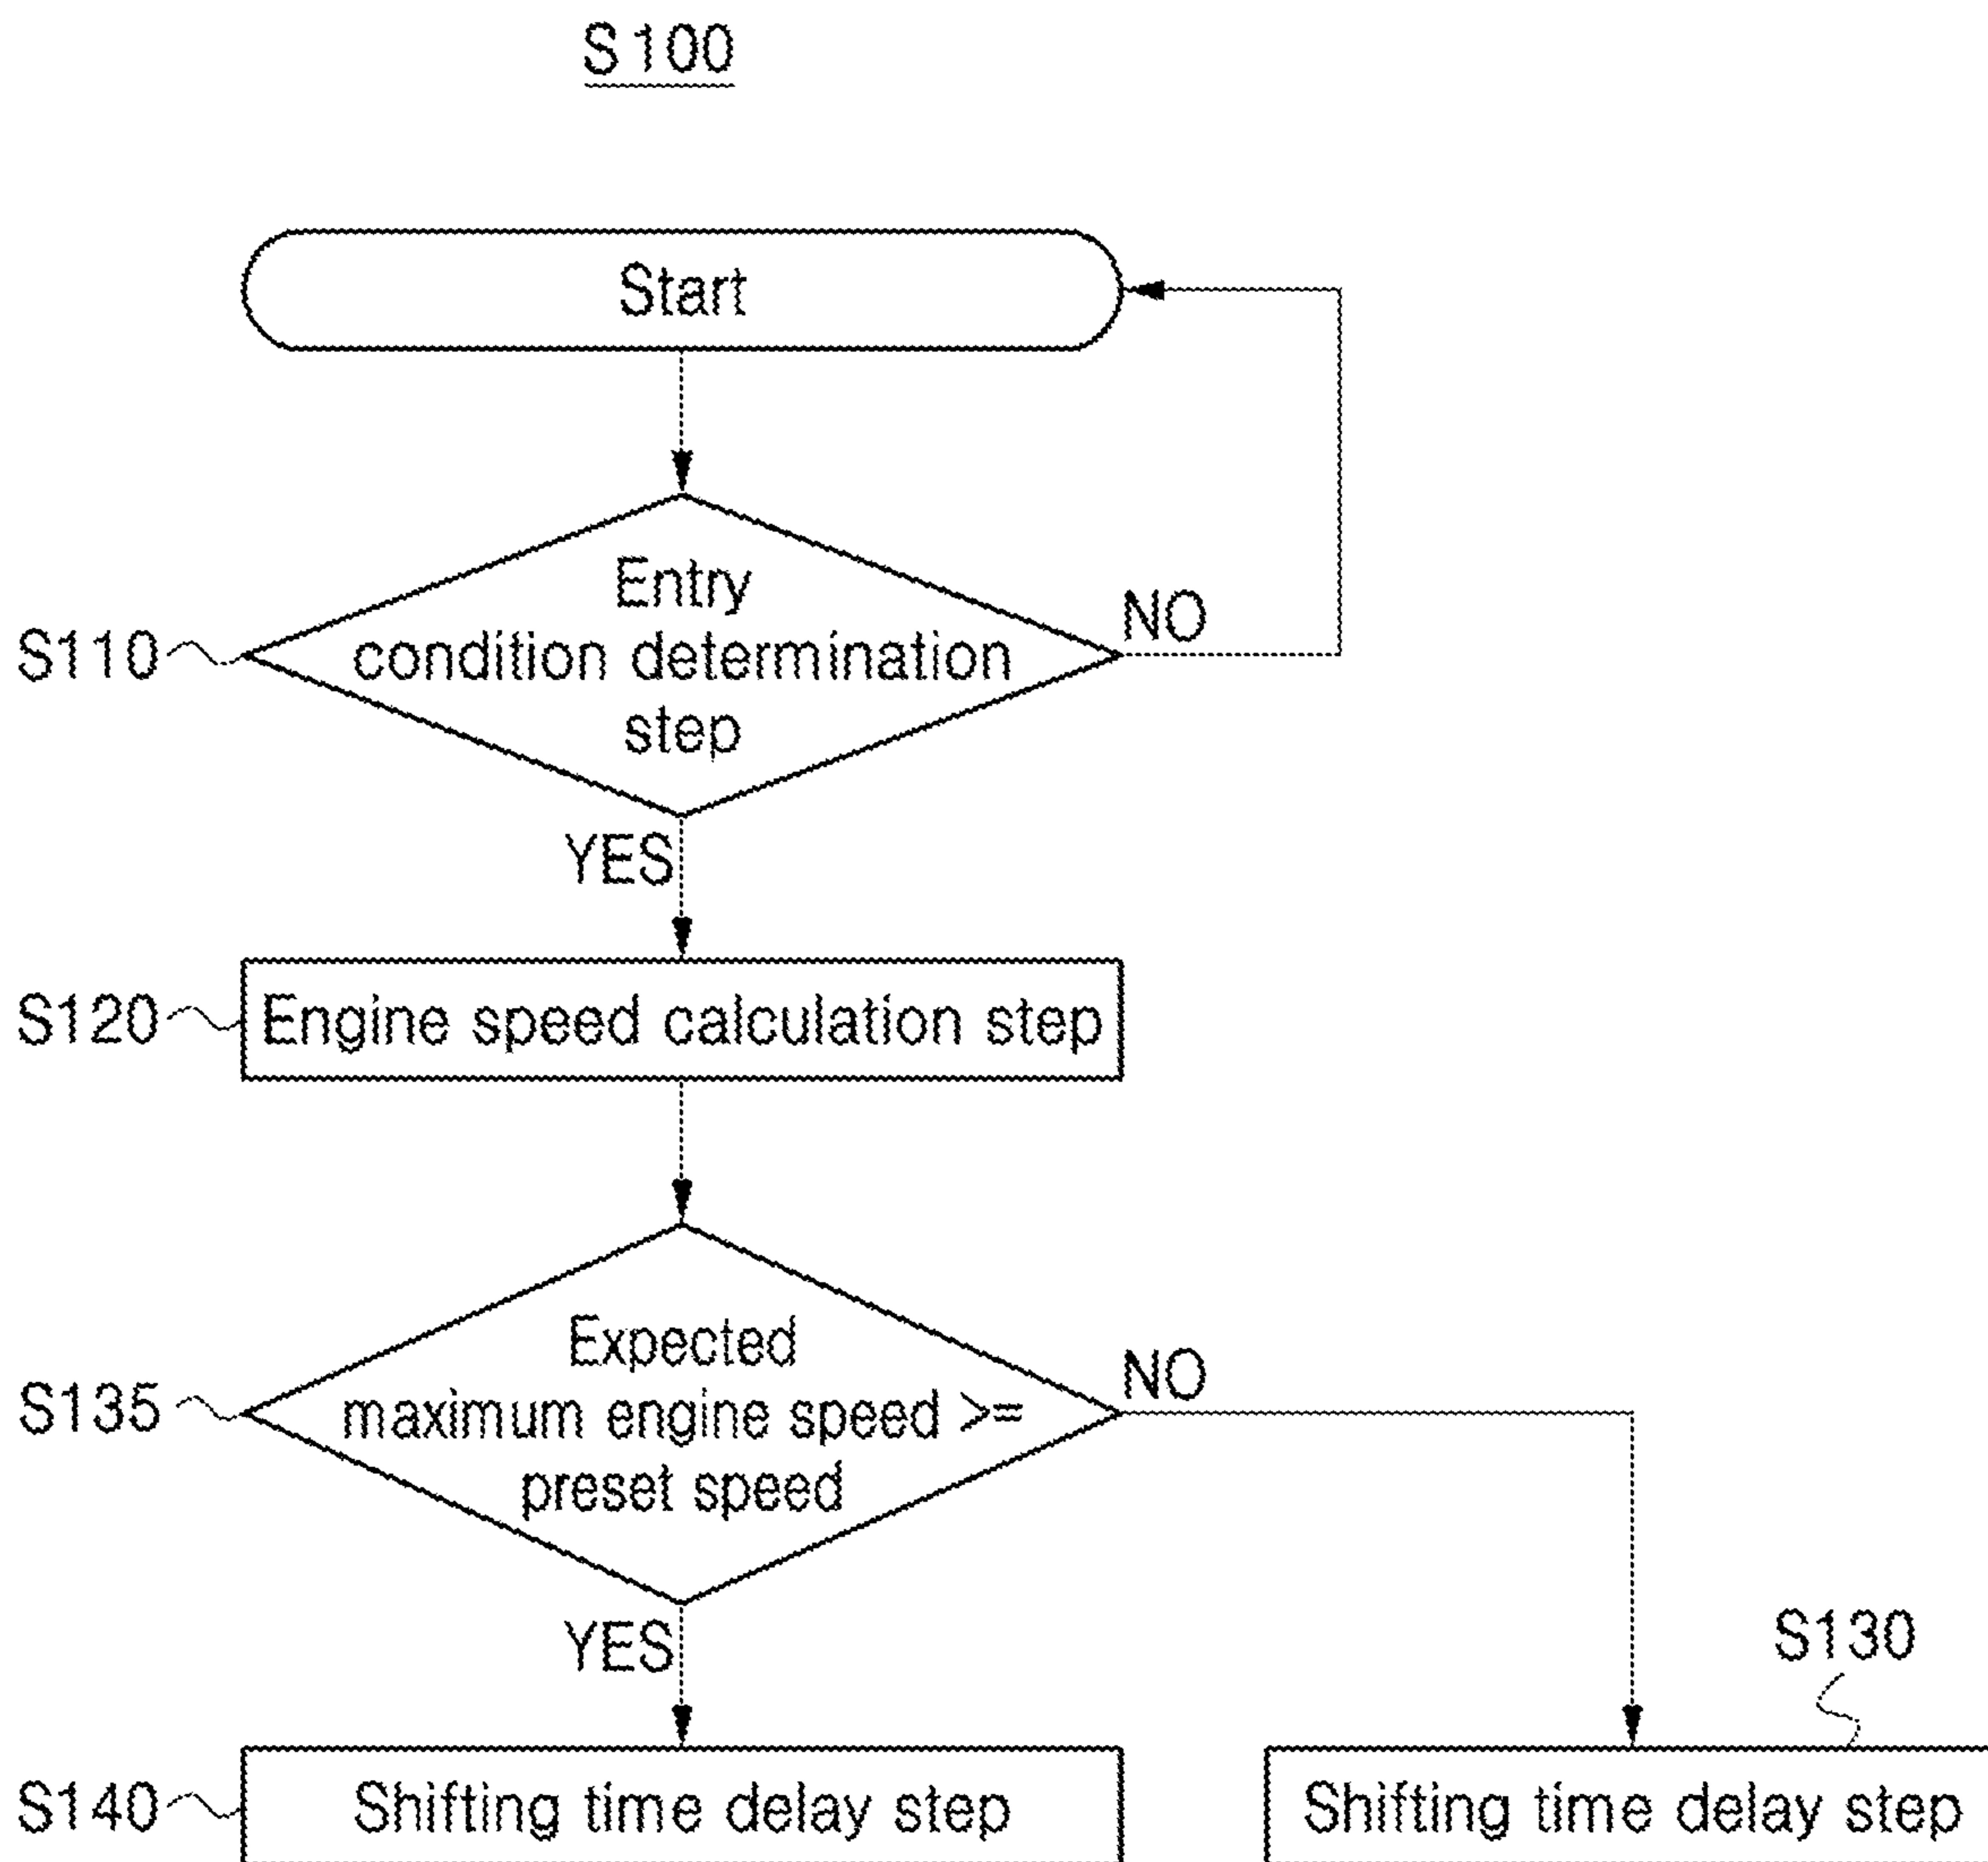 S100
Start
Entry
condition determination
step
S110
NO
YES
S120
Engine speed calculation step
Expected
maximum engine speed >=
preset speed
S135
NO
YES
S130
S140
Shifting time delay step
Shifting time delay step